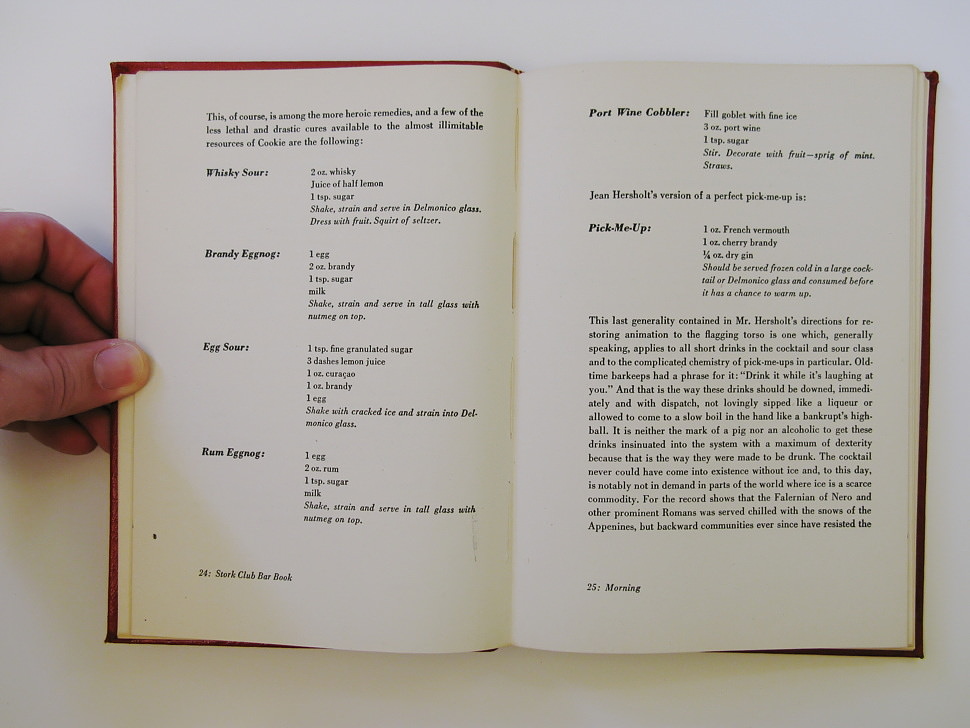 This, of course, is among the more heroic remedies, and a few of the
less lethal and drastic cures available to the almost illimitable
resources of Cookie are the following:
Whisky Sour:
2 oz. whisky
Juice of half lemon
1 tsp. sugar
Shake, strain and serve in Delmonico glass.
Dress with fruit. Squirt of seltzer.
Brandy Eggnog:
1 egg
2 oz. brandy
1 tsp. sugar
milk
Shake, strain and serve in tall glass with
nutmeg on top.
Egg Sour:
1 tsp. fine granulated sugar
3 dashes lemon juice
1 oz. curaçao
1 oz. brandy
1 egg
Shake with cracked ice and strain into Del-
monico glass.
Rum Eggnog:
1 egg
2 oz. rum
1 tsp. sugar
milk
Shake, strain and serve in tall glass with
nutmeg on top.
24: Stork Club Bar Book
Port Wine Cobbler:
Fill goblet with fine ice
3 oz. port wine
1 tsp. sugar
Stir. Decorate with fruit—sprig of mint.
Straws.
Jean Hersholt's version of a perfect pick-me-up is:
Pick-Me-Up:
1 oz. French vermouth
1 oz. cherry brandy
½ oz. dry gin
Should be served frozen cold in a large cock-
tail or Delmonico glass and consumed before
it has a chance to warm up.
This last generality contained in Mr. Hersholt's directions for re-
storing animation to the flagging torso is one which, generally
speaking, applies to all short drinks in the cocktail and sour class
and to the complicated chemistry of pick-me-ups in particular. Old-
time barkeeps had a phrase for it: "Drink it while it's laughing at
you." And that is the way these drinks should be downed, immedi-
ately and with dispatch, not lovingly sipped like a liqueur or
allowed to come to a slow boil in the hand like a bankrupt's high-
ball. It is neither the mark of a pig nor an alcoholic to get these
drinks insinuated into the system with a maximum of dexterity
because that is the way they were made to be drunk. The cocktail
never could have come into existence without ice and, to this day,
is notably not in demand in parts of the world where ice is a scarce
commodity. For the record shows that the Falernian of Nero and
other prominent Romans was served chilled with the snows of the
Appenines, but backward communities ever since have resisted the
25: Morning